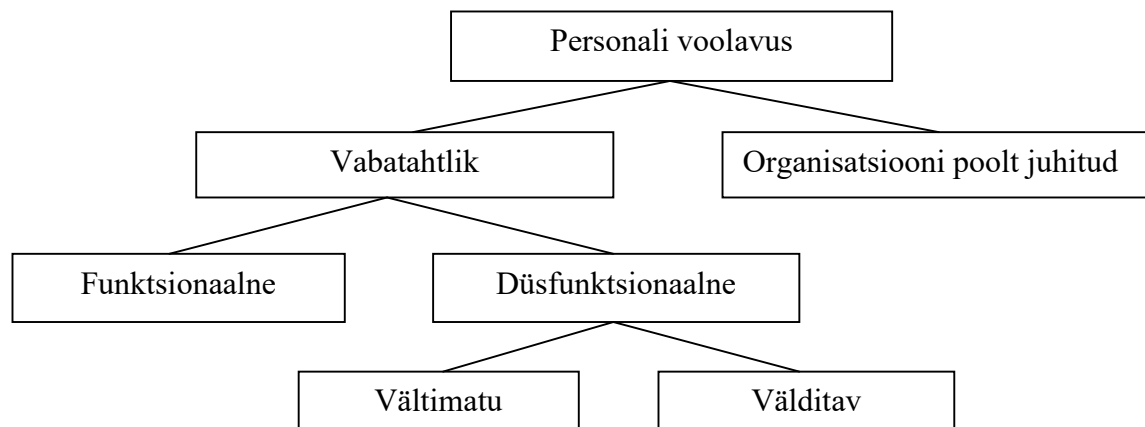 Personali voolavus
Vabatahtlik
Organisatsiooni poolt juhitud
Funktsionaalne
Düsfunktsionaalne
Vältimatu
Välditav